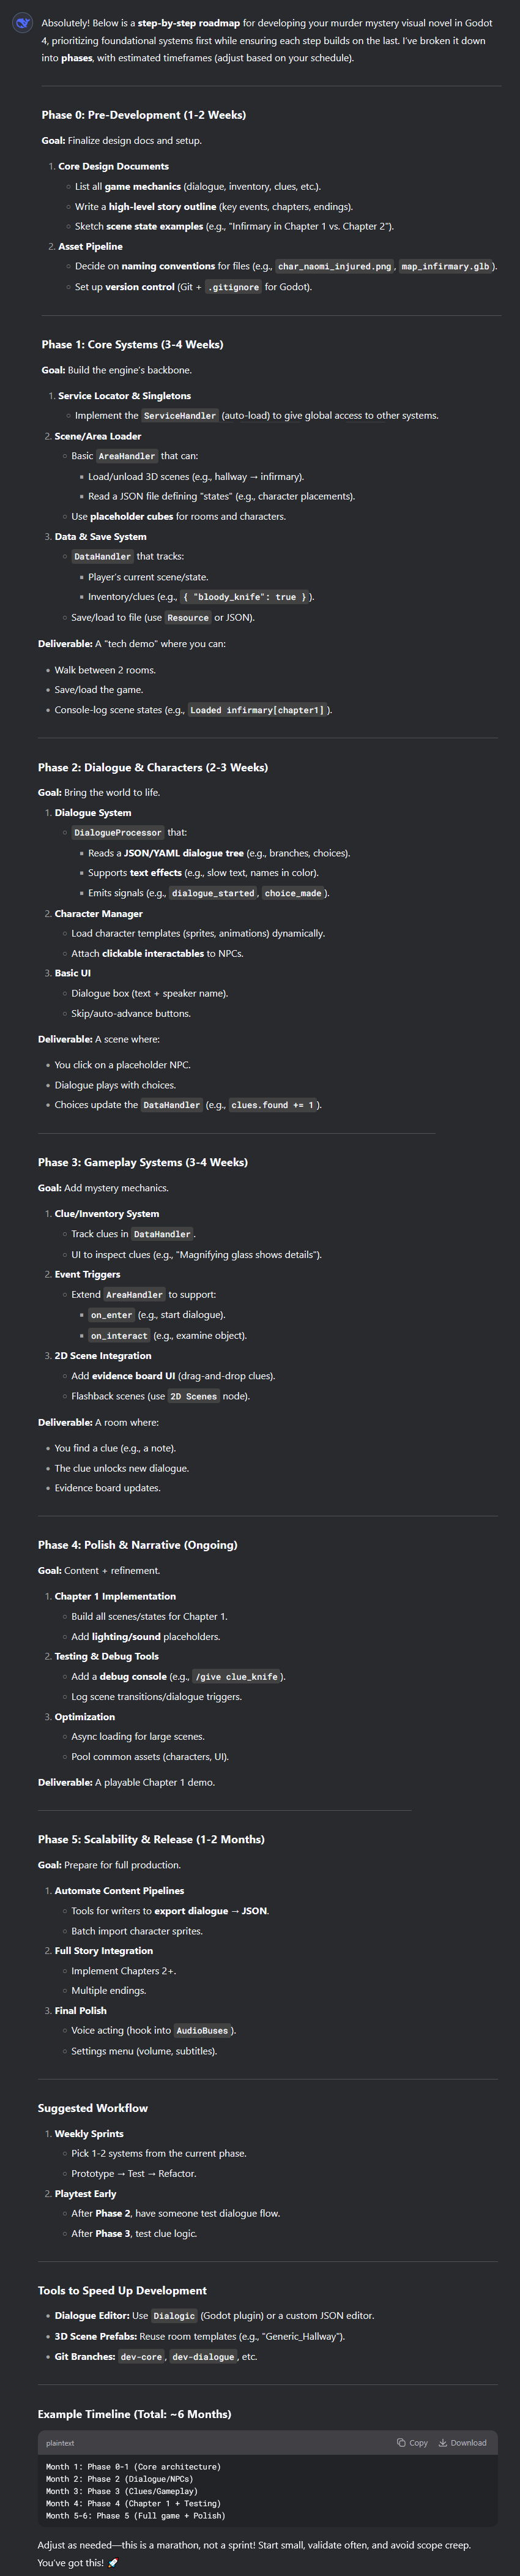 Absolutely! Below is a step-by-step roadmap for developing your murder mystery visual novel in Godot
4, prioritizing foundational systems first while ensuring each step builds on the last. I've broken it down
into phases, with estimated timeframes (adjust based on your schedule).
Phase 0: Pre-Development (1-2 Weeks)
Goal: Finalize design docs and setup.
1. Core Design Documents
◦ List all game mechanics (dialogue, inventory, clues, etc.).
◦ Write a high-level story outline (key events, chapters, endings).
◦ Sketch scene state examples (e.g., "Infirmary in Chapter 1 vs. Chapter 2").
2. Asset Pipeline
◦ Decide on naming conventions for files (e.g., char_naomi_injured.png, map_infirmary.glb).
◦ Set up version control (Git + .gitignore for Godot).
Phase 1: Core Systems (3-4 Weeks)
Goal: Build the engine's backbone.
1. Service Locator & Singletons
◦ Implement the ServiceHandler (auto-load) to give global access to other systems.
2. Scene/Area Loader
◦ Basic AreaHandler that can:
▪ Load/unload 3D scenes (e.g., hallway → infirmary).
▪ Read a JSON file defining "states" (e.g., character placements).
◦ Use placeholder cubes for rooms and characters.
3. Data & Save System
◦ DataHandler that tracks:
▪ Player's current scene/state.
▪ Inventory/clues (e.g., { "bloody_knife": true }).
◦ Save/load to file (use Resource or JSON).
Deliverable: A "tech demo" where you can:
• Walk between 2 rooms.
• Save/load the game.
• Console-log scene states (e.g., Loaded infirmary[chapter1]).
Phase 2: Dialogue & Characters (2-3 Weeks)
Goal: Bring the world to life.
1. Dialogue System
◦ DialogueProcessor that:
▪ Reads a JSON/YAML dialogue tree (e.g., branches, choices).
▪ Supports text effects (e.g., slow text, names in color).
▪ Emits signals (e.g., dialogue_started, choice_made).
2. Character Manager
◦ Load character templates (sprites, animations) dynamically.
◦ Attach clickable interactables to NPCs.
3. Basic UI
◦ Dialogue box (text + speaker name).
◦ Skip/auto-advance buttons.
Deliverable: A scene where:
• You click on a placeholder NPC.
• Dialogue plays with choices.
• Choices update the DataHandler (e.g., clues.found += 1).
Phase 3: Gameplay Systems (3-4 Weeks)
Goal: Add mystery mechanics.
1. Clue/Inventory System
◦ Track clues in DataHandler.
◦ UI to inspect clues (e.g., "Magnifying glass shows details").
2. Event Triggers
◦ Extend AreaHandler to support:
▪ on_enter (e.g., start dialogue).
▪ on_interact (e.g., examine object).
3. 2D Scene Integration
◦ Add evidence board UI (drag-and-drop clues).
◦ Flashback scenes (use 2D Scenes node).
Deliverable: A room where:
• You find a clue (e.g., a note).
• The clue unlocks new dialogue.
• Evidence board updates.
Phase 4: Polish & Narrative (Ongoing)
Goal: Content + refinement.
1. Chapter 1 Implementation
◦ Build all scenes/states for Chapter 1.
◦ Add lighting/sound placeholders.
2. Testing & Debug Tools
◦ Add a debug console (e.g., /give clue_knife).
◦ Log scene transitions/dialogue triggers.
3. Optimization
◦ Async loading for large scenes.
◦ Pool common assets (characters, UI).
Deliverable: A playable Chapter 1 demo.
Phase 5: Scalability & Release (1-2 Months)
Goal: Prepare for full production.
1. Automate Content Pipelines
◦ Tools for writers to export dialogue → JSON.
◦ Batch import character sprites.
2. Full Story Integration
◦ Implement Chapters 2+.
◦ Multiple endings.
3. Final Polish
◦ Voice acting (hook into AudioBuses).
◦ Settings menu (volume, subtitles).
Suggested Workflow
1. Weekly Sprints
◦ Pick 1-2 systems from the current phase.
◦ Prototype → Test → Refactor.
2. Playtest Early
◦ After Phase 2, have someone test dialogue flow.
◦ After Phase 3, test clue logic.
Tools to Speed Up Development
• Dialogue Editor: Use Dialogic (Godot plugin) or a custom JSON editor.
• 3D Scene Prefabs: Reuse room templates (e.g., "Generic_Hallway").
• Git Branches: dev-core, dev-dialogue, etc.
Example Timeline (Total: ~6 Months)
plaintext Copy Download
Month 1: Phase 0-1 (Core architecture)
Month 2: Phase 2 (Dialogue/NPCs)
Month 3: Phase 3 (Clues/Gameplay)
Month 4: Phase 4 (Chapter 1 + Testing)
Month 5-6: Phase 5 (Full game + Polish)
Adjust as needed—this is a marathon, not a sprint! Start small, validate often, and avoid scope creep.
You've got this! 🚀